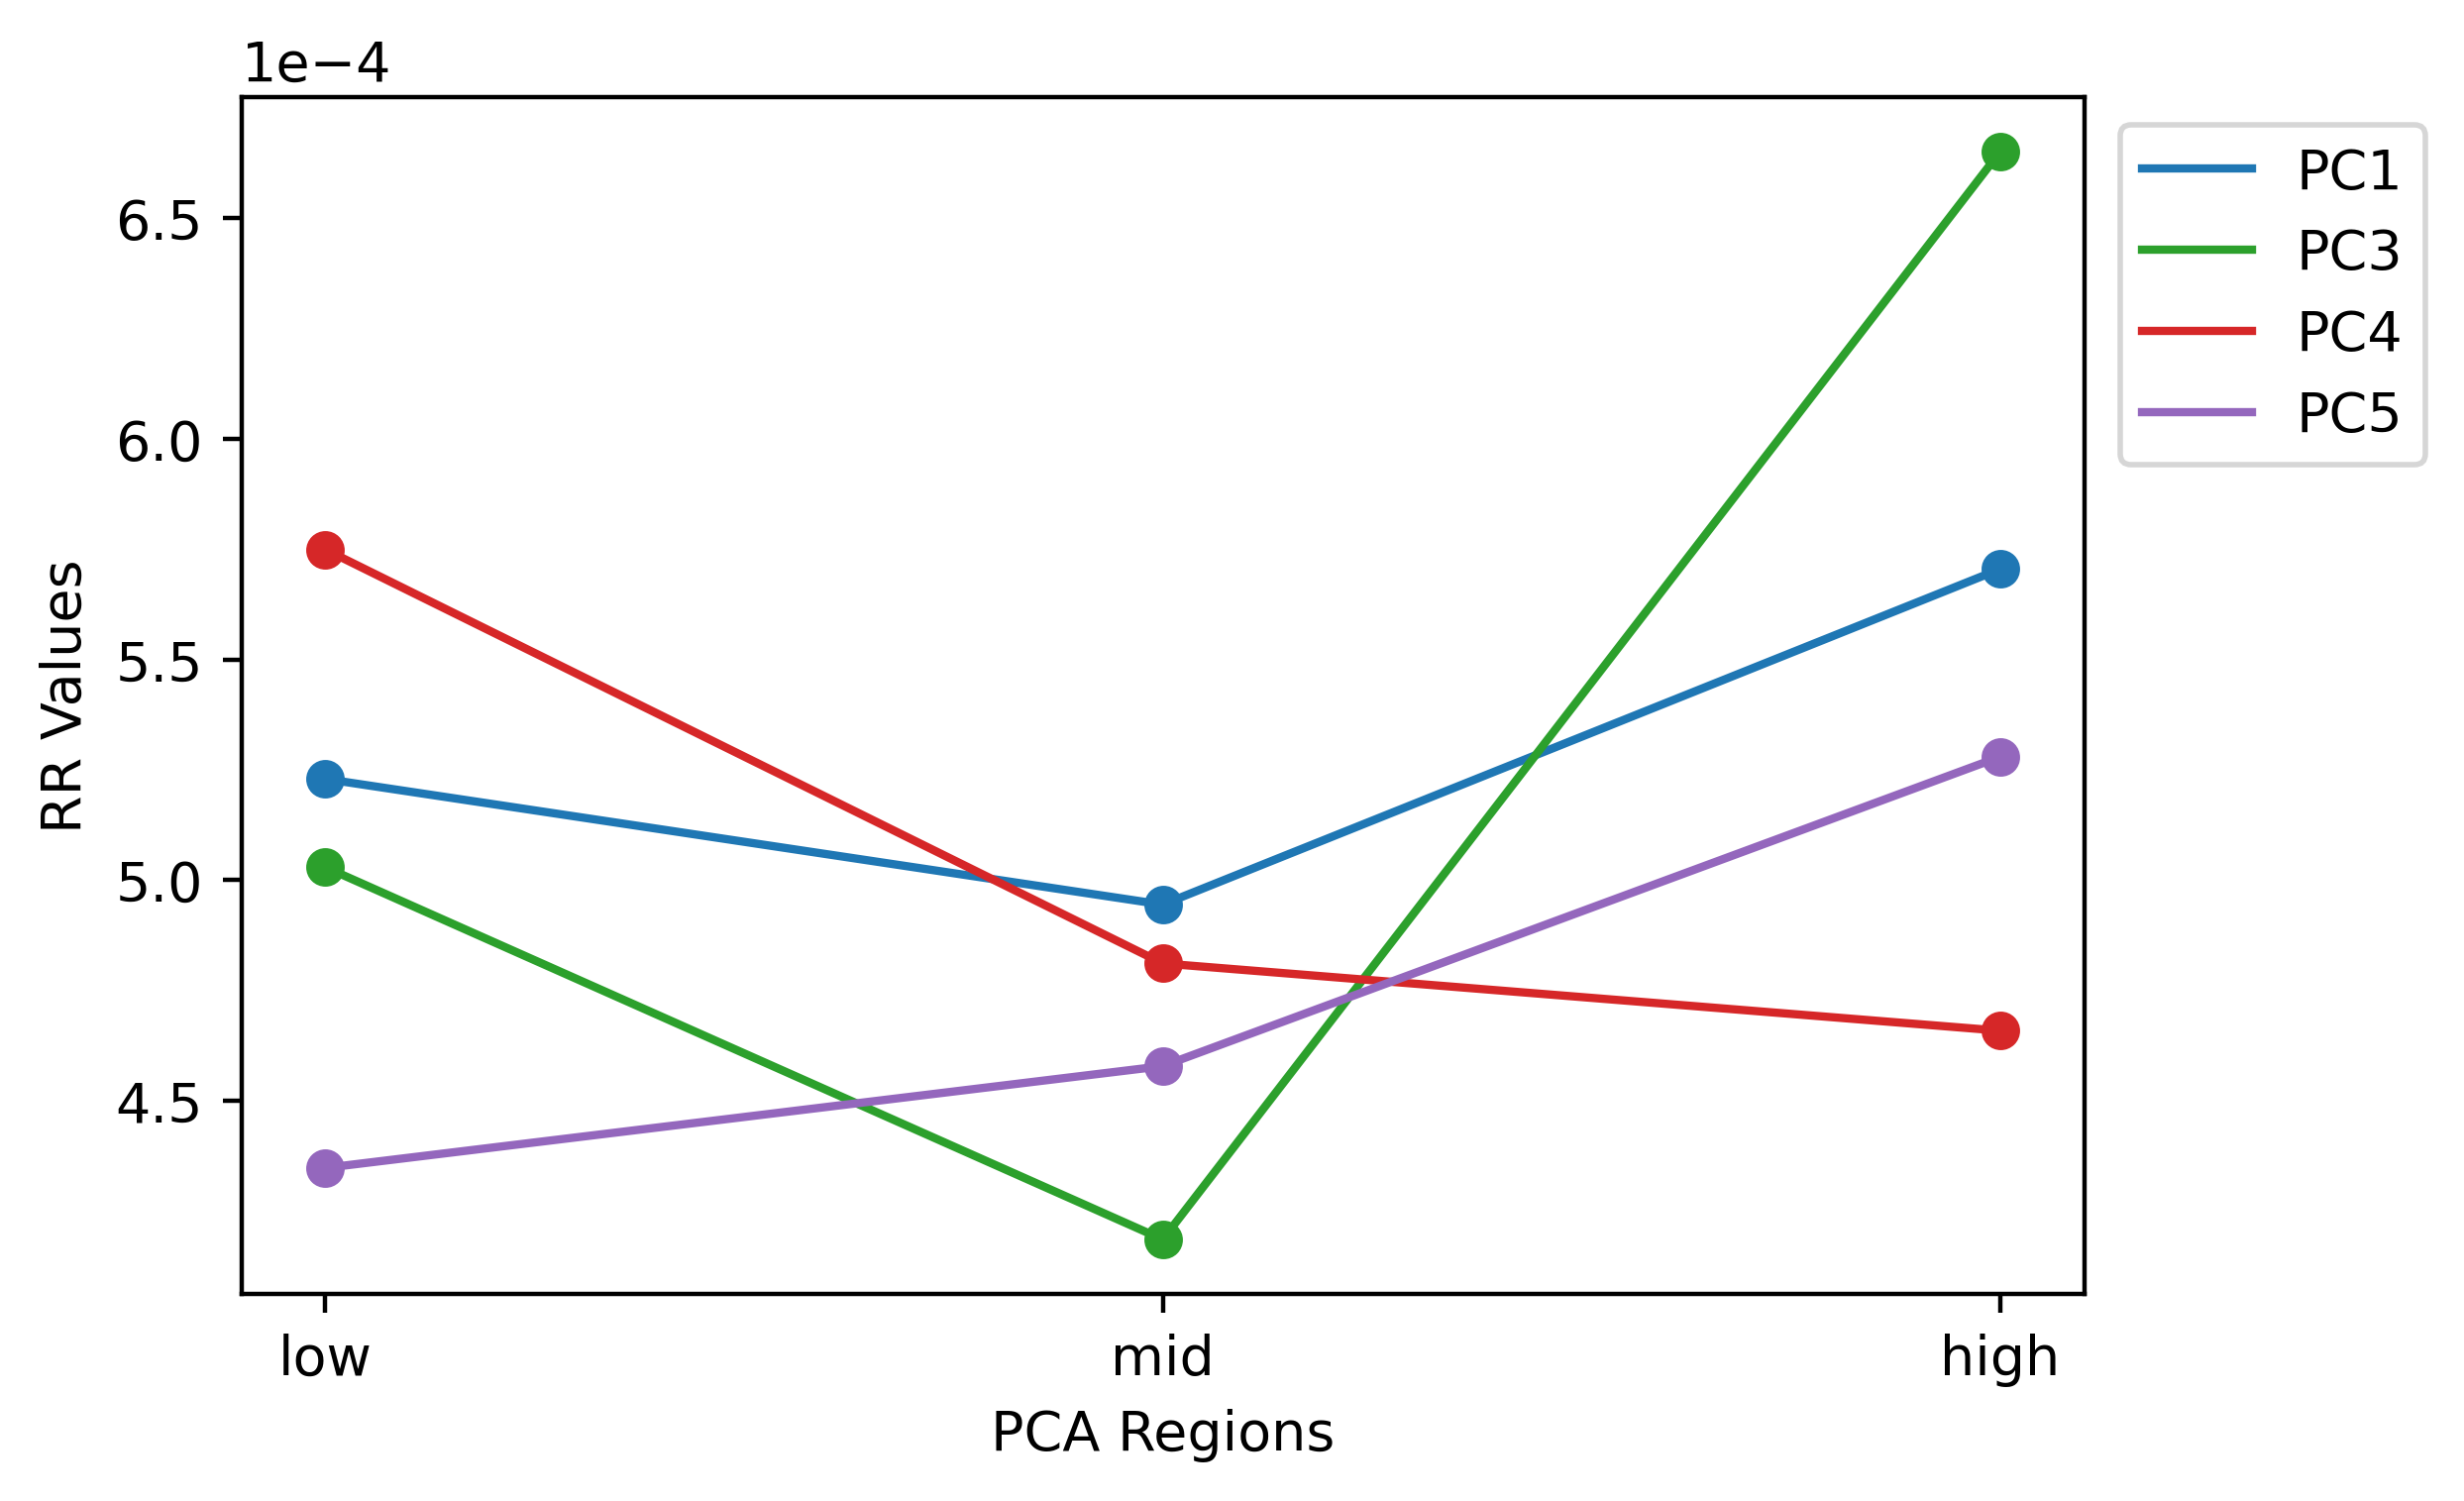 1e−4
6.5
6.0
5.5
5.0
4.5
RR Values
low mid high
PCA Regions
PC1
PC3
PC4
PC5